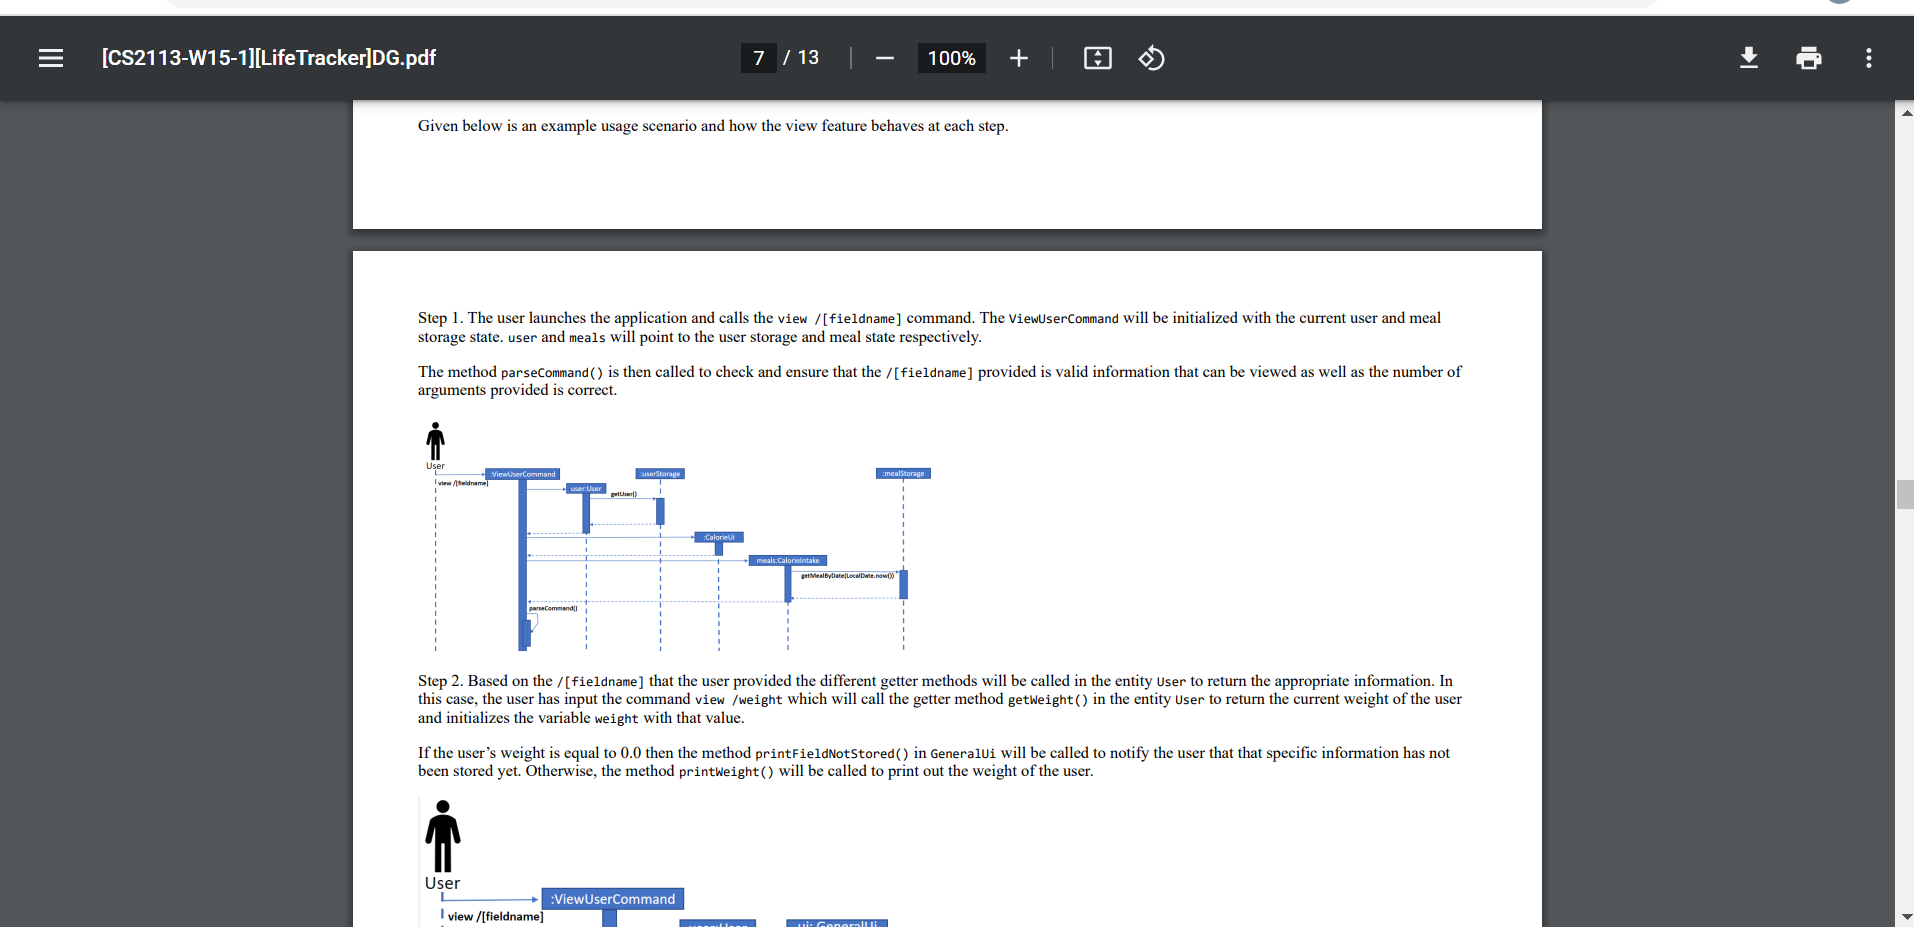 [CS2113-W15-1][LifeTracker]DG.pdf
7 / 13
100%
Given below is an example usage scenario and how the view feature behaves at each step.
Step 1. The user launches the application and calls the view /[fieldname] command. The ViewUserCommand will be initialized with the current user and meal
storage state. user and meals will point to the user storage and meal state respectively.
The method parseCommand() is then called to check and ensure that the /[fieldname] provided is valid information that can be viewed as well as the number of
arguments provided is correct.
User
:ViewUserCommand
:userStorage
:mealStorage
view /[fieldname]
user:User
getUser()
:CalorieUi
meals:CalorieIntake
getMealByDate(LocalDate.now())
parseCommand()
Step 2. Based on the /[fieldname] that the user provided the different getter methods will be called in the entity User to return the appropriate information. In
this case, the user has input the command view /weight which will call the getter method getWeight() in the entity User to return the current weight of the user
and initializes the variable weight with that value.
If the user’s weight is equal to 0.0 then the method printFieldNotStored() in GeneralUi will be called to notify the user that that specific information has not
been stored yet. Otherwise, the method printWeight() will be called to print out the weight of the user.
User
:ViewUserCommand
view /[fieldname]
user:User
ui: GeneralUi